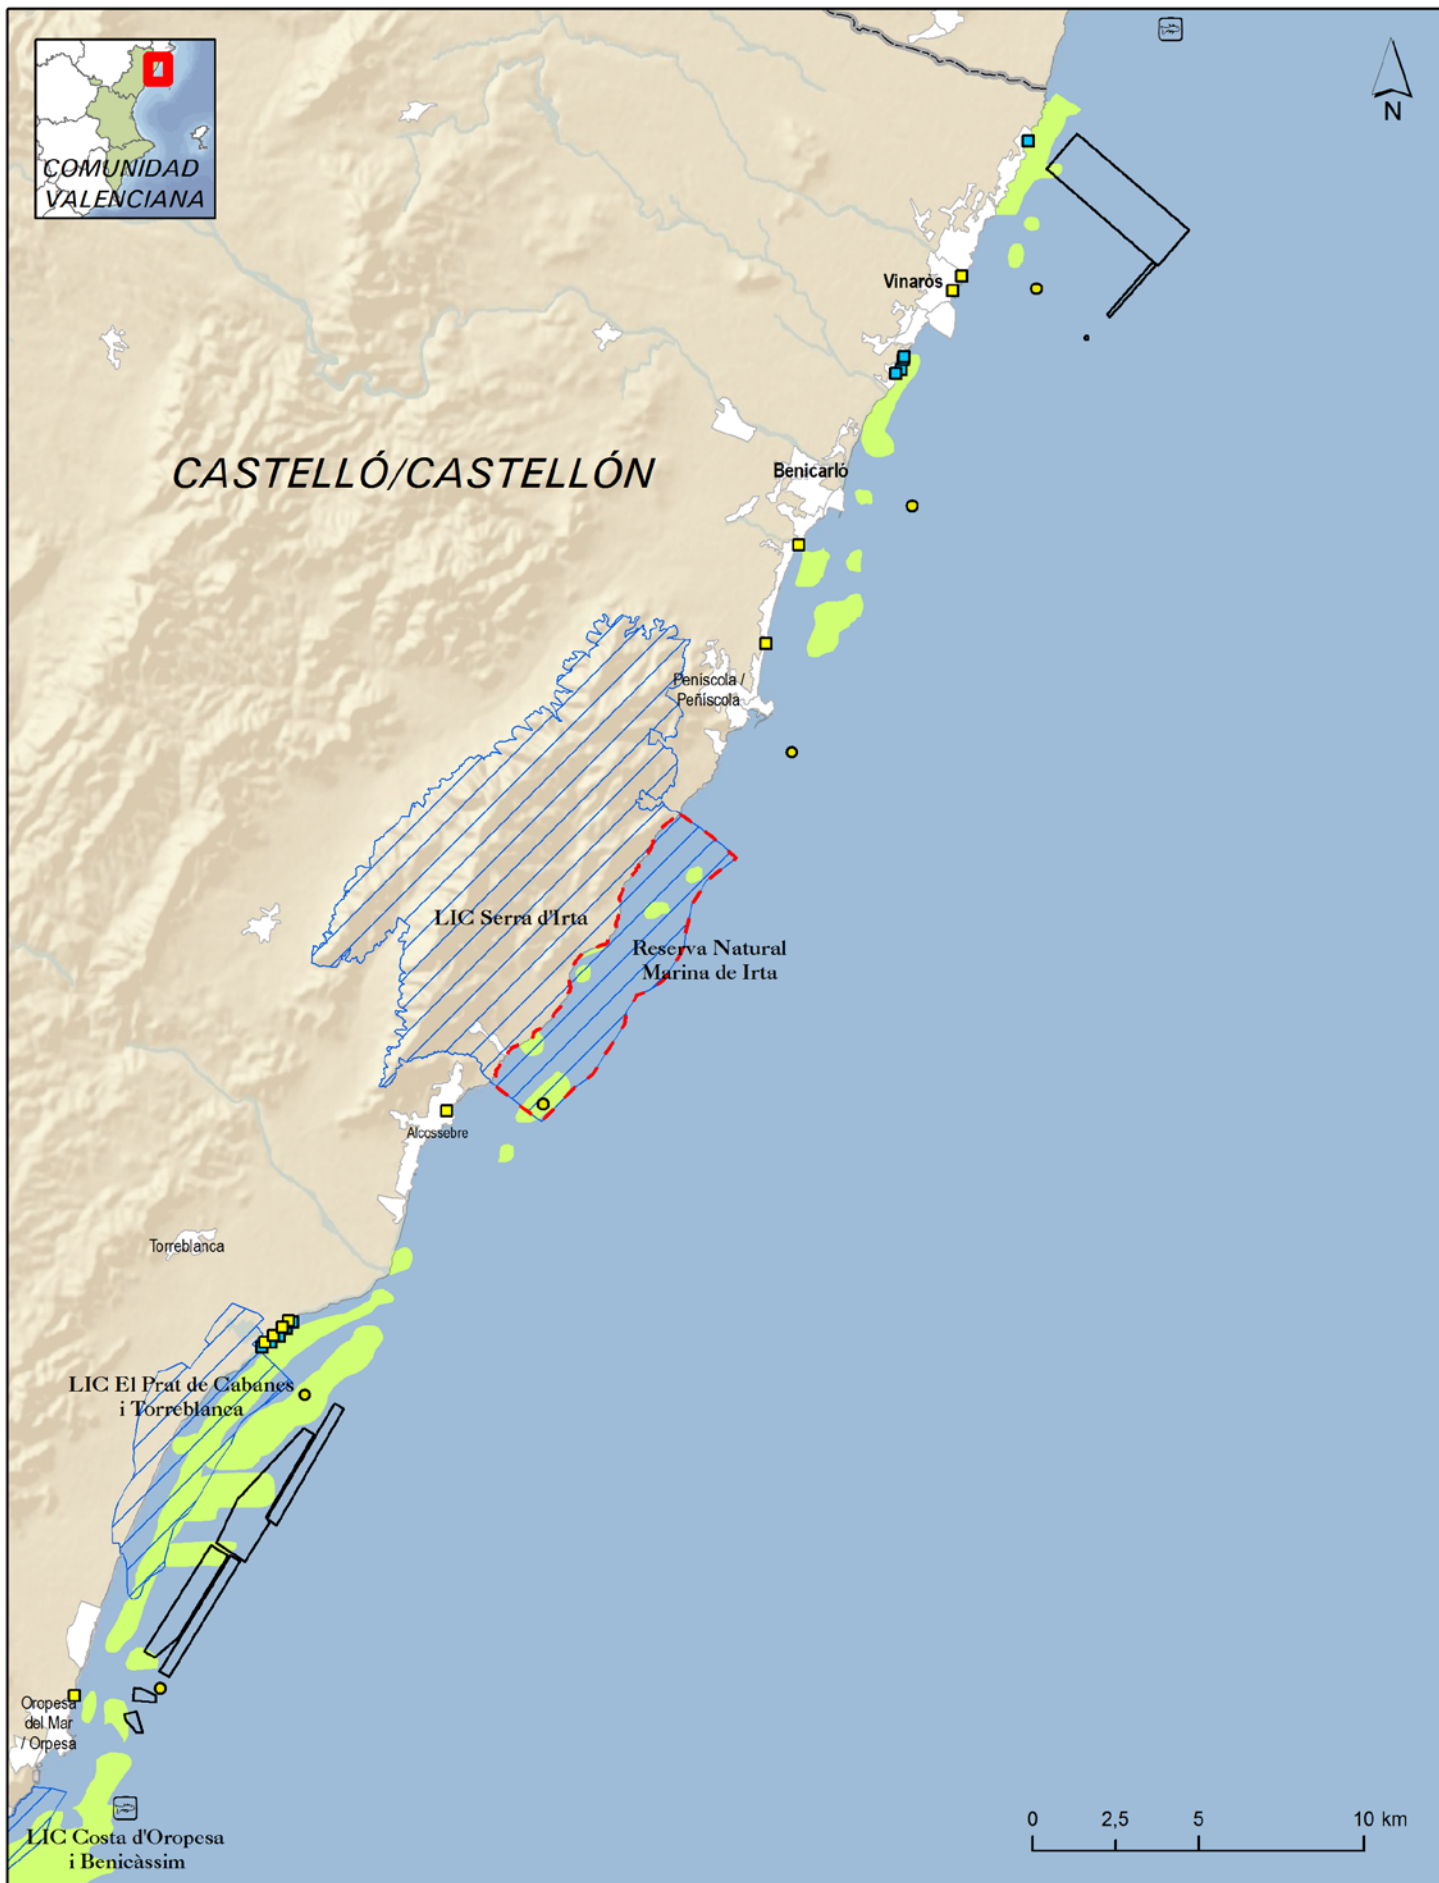 COMUNIDAD
VALENCIANA
N
Vinaròs
CASTELLÓ/CASTELLÓN
Benicarló
Peniscola /
Peñíscola
LIC Serra d'Irta
Reserva Natural
Marina de Irta
Alcossebre
Torreblanca
LIC El Prat de Cabanes
i Torreblanca
Oropesa
del Mar
/ Orpesa
LIC Costa d'Oropesa
i Benicàssim
0 2,5 5 10 km